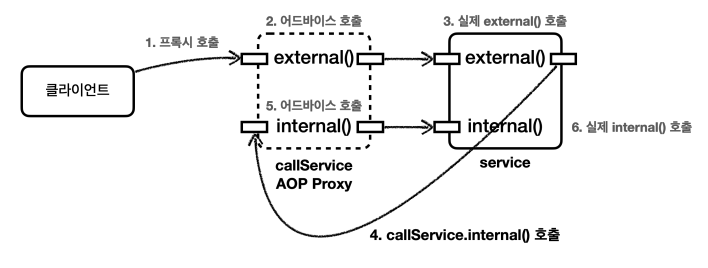 2. 어드바이스 호출
3. 실제 external() 호출
1. 프록시 호출
external()
external()
클라이언트
5. 어드바이스 호출
internal()
internal()
6. 실제 internal() 호출
callService
AOP Proxy
service
4. callService.internal() 호출